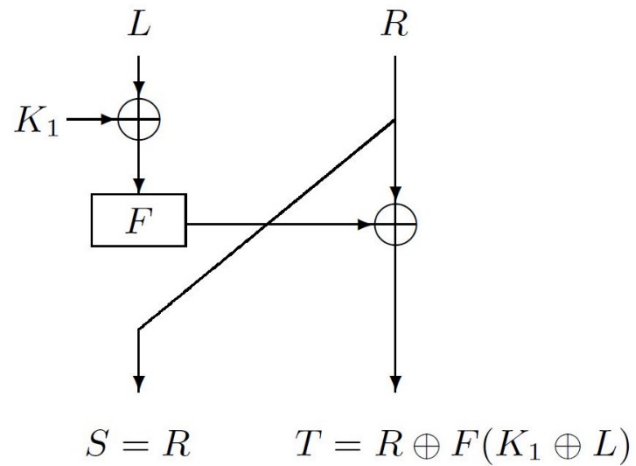 L R
K₁
F
S = R T = R ⊕ F(K₁ ⊕ L)